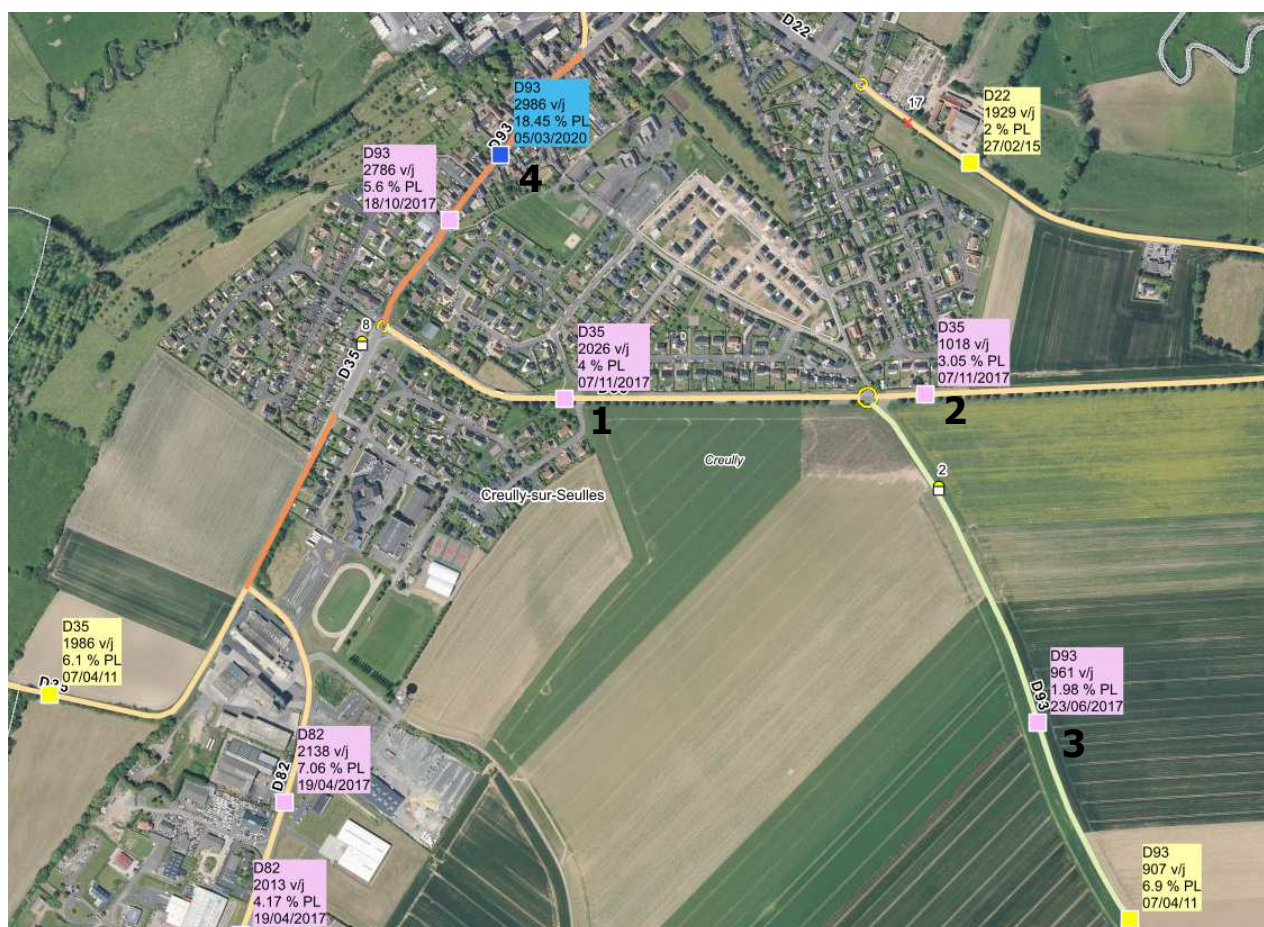 D22
D93
2986 v/j
18.45 % PL
05/03/2020
D93
4
17
D22
1929 v/j
2 % PL
27/02/15
D93
2786 v/j
5.6 % PL
18/10/2017
8
D35
D35
2026 v/j
4 % PL
07/11/2017
1
D35
1018 v/j
3.05 % PL
07/11/2017
2
Creully
2
Creully-sur-Seulles
D35
1986 v/j
6.1 % PL
07/04/11
D35
D93
961 v/j
1.98 % PL
23/06/2017
D93
3
D82
2138 v/j
7.06 % PL
19/04/2017
D82
D82
2013 v/j
4.17 % PL
19/04/2017
D93
907 v/j
6.9 % PL
07/04/11